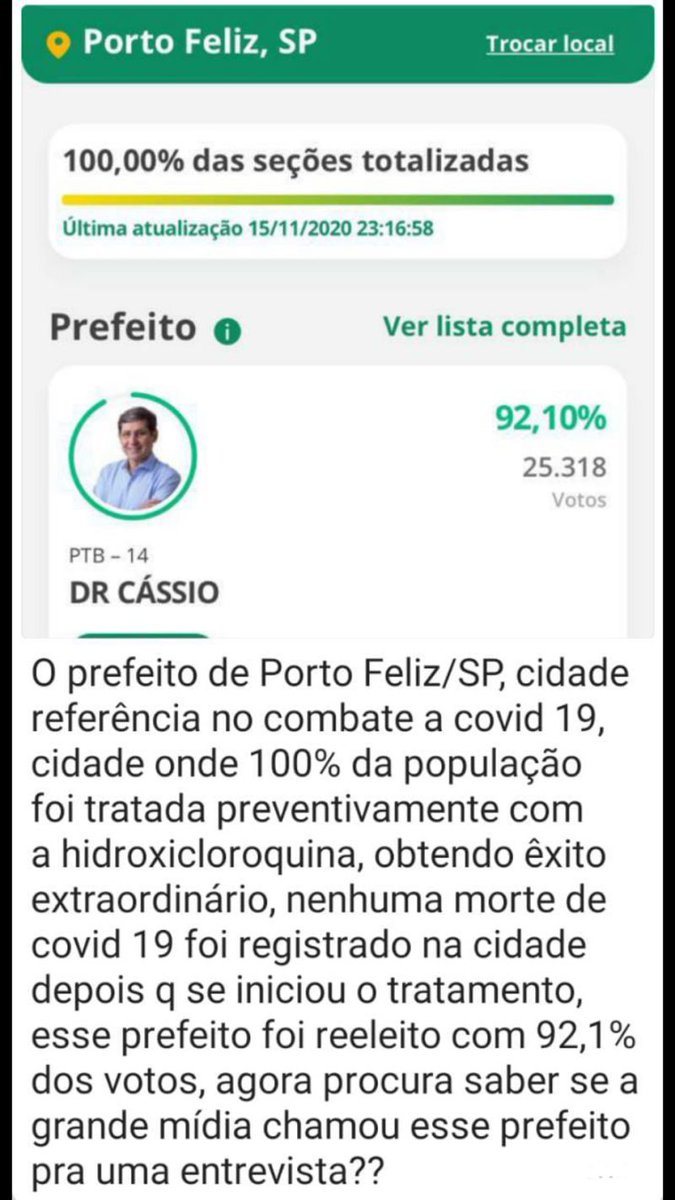 Porto Feliz, SP
Trocar local
100,00% das seções totalizadas
Última atualização 15/11/2020 23:16:58
Prefeito i
Ver lista completa
92,10%
25.318
Votos
PTB – 14
DR CÁSSIO
O prefeito de Porto Feliz/SP, cidade
referência no combate a covid 19,
cidade onde 100% da população
foi tratada preventivamente com
a hidroxicloroquina, obtendo êxito
extraordinário, nenhuma morte de
covid 19 foi registrado na cidade
depois q se iniciou o tratamento,
esse prefeito foi reeleito com 92,1%
dos votos, agora procura saber se a
grande mídia chamou esse prefeito
pra uma entrevista??